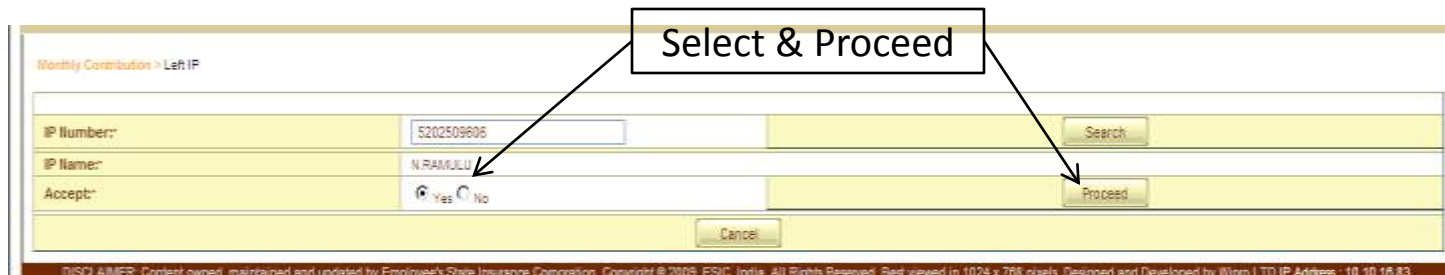 Select & Proceed
Monthly Contribution > Left IP
IP Number:* 5202509606 Search
IP Name:* N.RAMULU
Accept:* Yes No Proceed
Cancel
DISCLAIMER: Content owned, maintained and updated by Employee's State Insurance Corporation, Copyright © 2009, ESIC, India. All Rights Reserved. Best viewed in 1024 x 768 pixels. Designed and Developed by Wipro LTD IP Address : 10.10.16.83